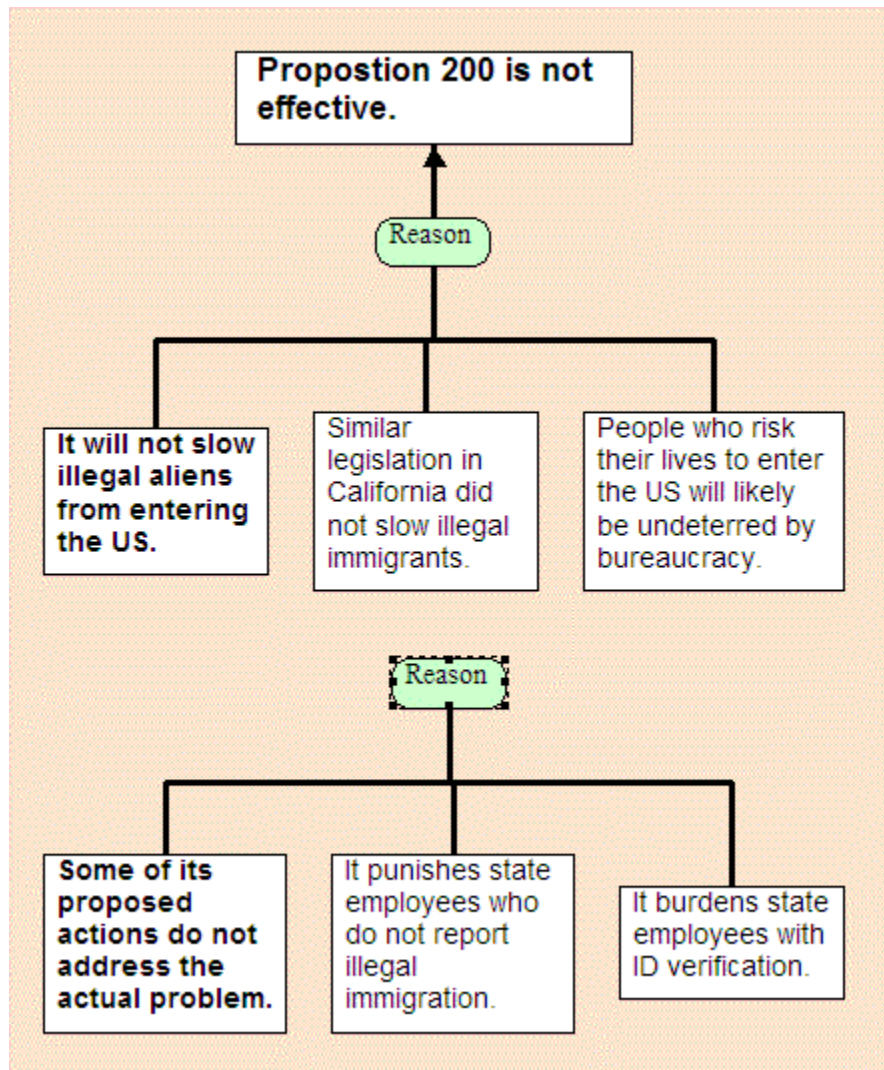 Propostion 200 is not
effective.
Reason
It will not slow
illegal aliens
from entering
the US.
Similar
legislation in
California did
not slow illegal
immigrants.
People who risk
their lives to enter
the US will likely
be undeterred by
bureaucracy.
Reason
Some of its
proposed
actions do not
address the
actual problem.
It punishes state
employees who
do not report
illegal
immigration.
It burdens state
employees with
ID verification.